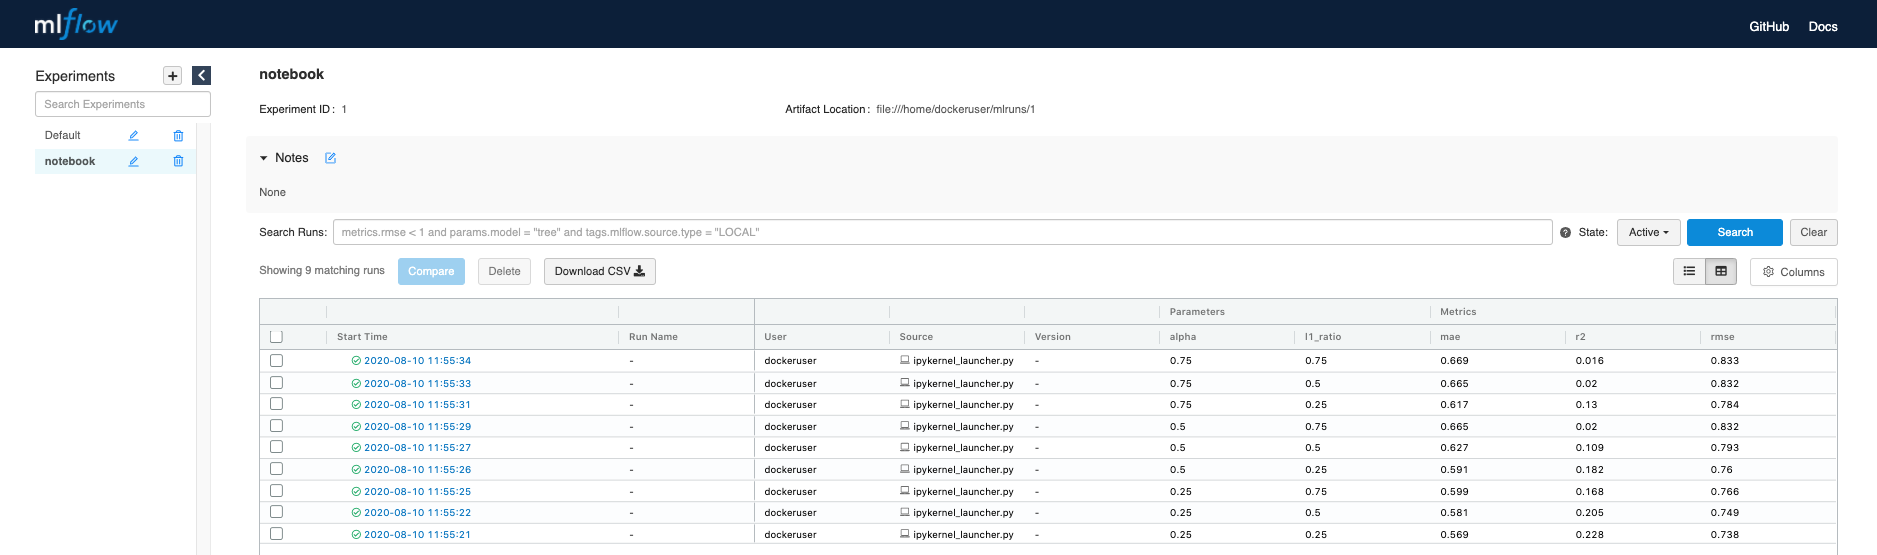 mlflow
GitHub Docs
Experiments
Search Experiments
Default
notebook
notebook
Experiment ID : 1 Artifact Location : file:///home/dockeruser/mlruns/1
Notes
None
Search Runs: metrics.rmse < 1 and params.model = "tree" and tags.mlflow.source.type = "LOCAL" State: Active Search Clear
Showing 9 matching runs Compare Delete Download CSV Columns
Parameters Metrics
Start Time Run Name User Source Version alpha l1_ratio mae r2 rmse
2020-08-10 11:55:34 - dockeruser ipykernel_launcher.py - 0.75 0.75 0.669 0.016 0.833
2020-08-10 11:55:33 - dockeruser ipykernel_launcher.py - 0.75 0.5 0.665 0.02 0.832
2020-08-10 11:55:31 - dockeruser ipykernel_launcher.py - 0.75 0.25 0.617 0.13 0.784
2020-08-10 11:55:29 - dockeruser ipykernel_launcher.py - 0.5 0.75 0.665 0.02 0.832
2020-08-10 11:55:27 - dockeruser ipykernel_launcher.py - 0.5 0.5 0.627 0.109 0.793
2020-08-10 11:55:26 - dockeruser ipykernel_launcher.py - 0.5 0.25 0.591 0.182 0.76
2020-08-10 11:55:25 - dockeruser ipykernel_launcher.py - 0.25 0.75 0.599 0.168 0.766
2020-08-10 11:55:22 - dockeruser ipykernel_launcher.py - 0.25 0.5 0.581 0.205 0.749
2020-08-10 11:55:21 - dockeruser ipykernel_launcher.py - 0.25 0.25 0.569 0.228 0.738